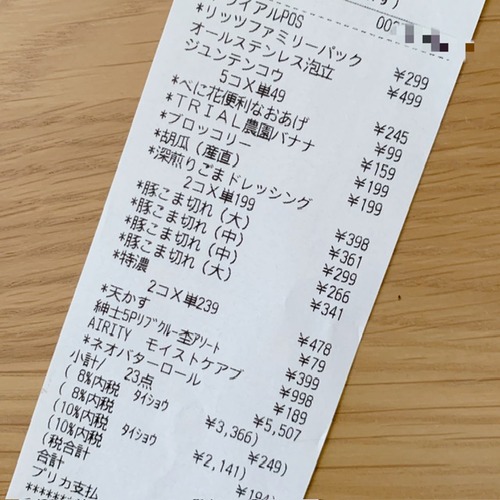 イアルPOS 002
*リッツファミリーパック ¥299
オールステンレス泡立 ¥499
ジュンテンコウ
5コX単49 ¥245
*べに花便利なおあげ ¥99
*TRIAL農園バナナ ¥159
*ブロッコリー ¥199
*胡瓜(産直) ¥199
*深煎りごまドレッシング
2コX単199 ¥398
*豚こま切れ(大) ¥361
*豚こま切れ(中) ¥299
*豚こま切れ(中) ¥266
*豚こま切れ(大) ¥341
*特濃
2コX単239 ¥478
*天かす ¥79
紳士5Pリブクルー杢アリート ¥399
AIRITY モイストケアブ ¥998
*ネオバターロール ¥189
小計/ 23点 ¥5,507
(8%内税 タイショウ ¥3,366)
(8%内税 ¥249)
(10%内税 タイショウ ¥2,141)
(10%内税 ¥194)
(税合計
合計
プリカ支払